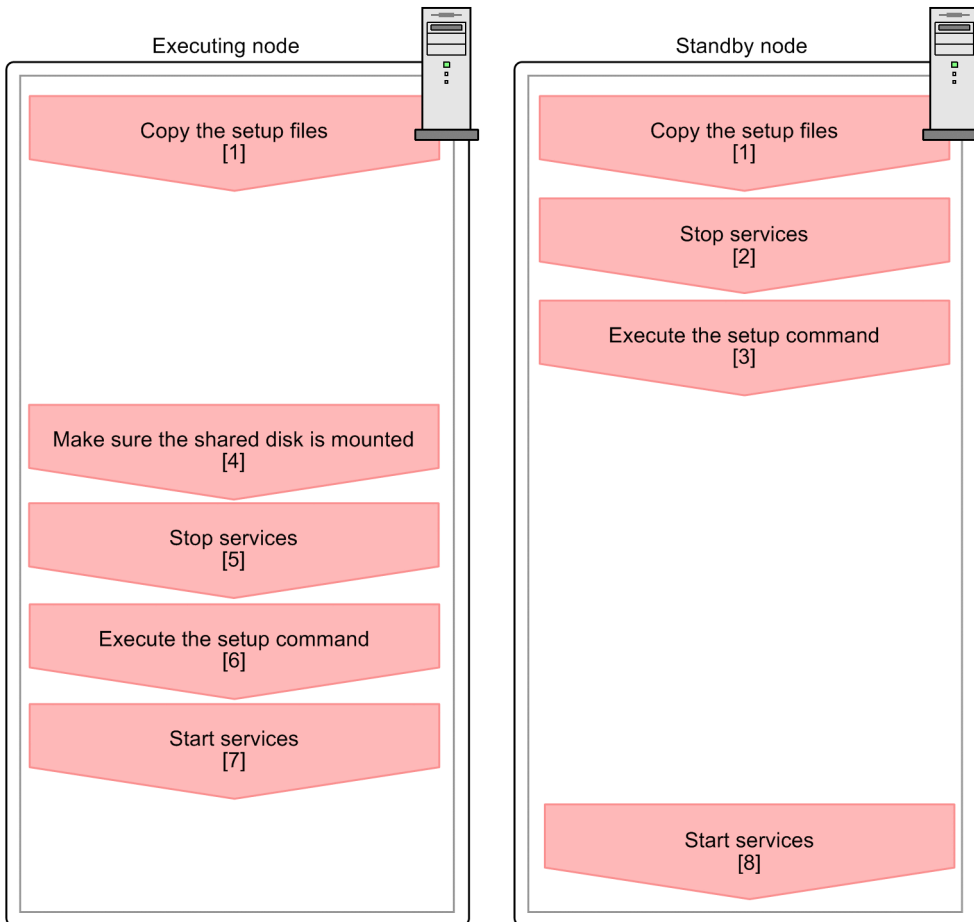 Executing node
Copy the setup files
[1]
Make sure the shared disk is mounted
[4]
Stop services
[5]
Execute the setup command
[6]
Start services
[7]
Standby node
Copy the setup files
[1]
Stop services
[2]
Execute the setup command
[3]
Start services
[8]